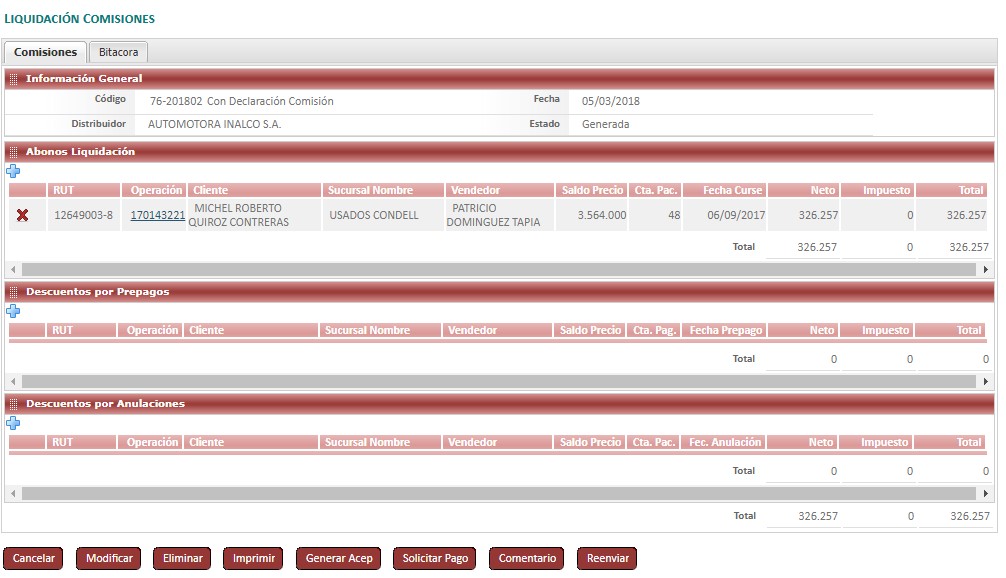 LIQUIDACIÓN COMISIONES
Comisiones Bitacora
Información General
Código 76-201802 Con Declaración Comisión Fecha 05/03/2018
Distribuidor AUTOMOTORA INALCO S.A. Estado Generada
Abonos Liquidación
RUT Operación Cliente Sucursal Nombre Vendedor Saldo Precio Cta. Pac. Fecha Curse Neto Impuesto Total
12649003-8 170143221 MICHEL ROBERTO QUIROZ CONTRERAS USADOS CONDELL PATRICIO DOMINGUEZ TAPIA 3.564.000 48 06/09/2017 326.257 0 326.257
Total 326.257 0 326.257
Descuentos por Prepagos
RUT Operación Cliente Sucursal Nombre Vendedor Saldo Precio Cta. Pag. Fecha Prepago Neto Impuesto Total
Total 0 0 0
Descuentos por Anulaciones
RUT Operación Cliente Sucursal Nombre Vendedor Saldo Precio Cta. Pac. Fec. Anulación Neto Impuesto Total
Total 0 0 0
Total 326.257 0 326.257
Cancelar Modificar Eliminar Imprimir Generar Acep Solicitar Pago Comentario Reenviar